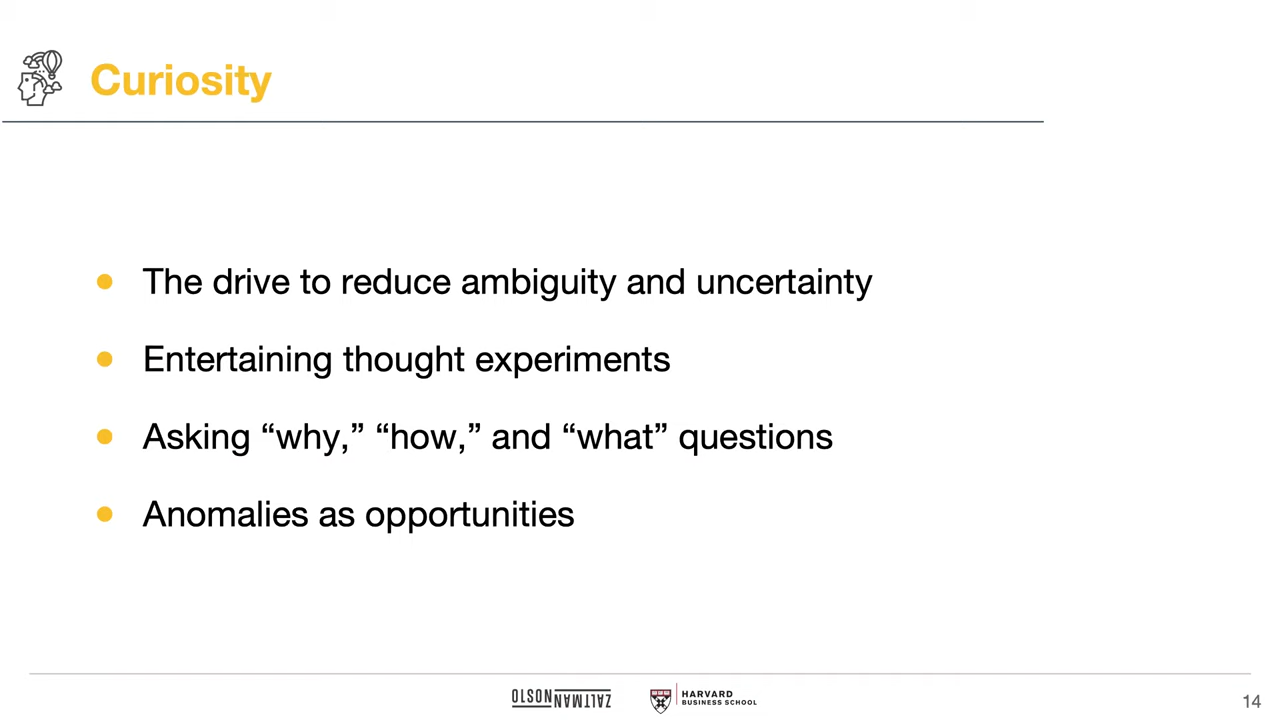 Curiosity
● The drive to reduce ambiguity and uncertainty
● Entertaining thought experiments
● Asking “why,” “how,” and “what” questions
● Anomalies as opportunities
OLSON ZALTMAN
HARVARD
BUSINESS SCHOOL
14